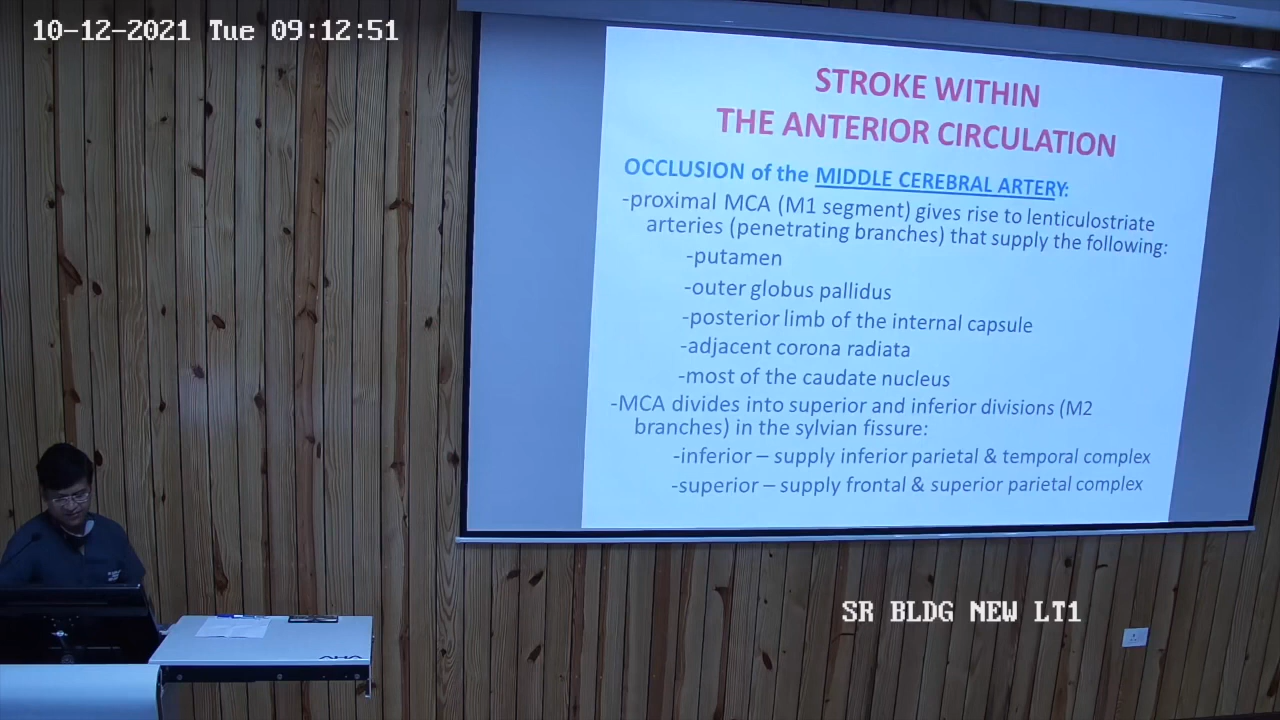 10-12-2021 Tue 09:12:51
STROKE WITHIN
THE ANTERIOR CIRCULATION
OCCLUSION of the MIDDLE CEREBRAL ARTERY:
-proximal MCA (M1 segment) gives rise to lenticulostriate
arteries (penetrating branches) that supply the following:
-putamen
-outer globus pallidus
-posterior limb of the internal capsule
-adjacent corona radiata
-most of the caudate nucleus
-MCA divides into superior and inferior divisions (M2
branches) in the sylvian fissure:
-inferior – supply inferior parietal & temporal complex
-superior – supply frontal & superior parietal complex
SR BLDG NEW LT1